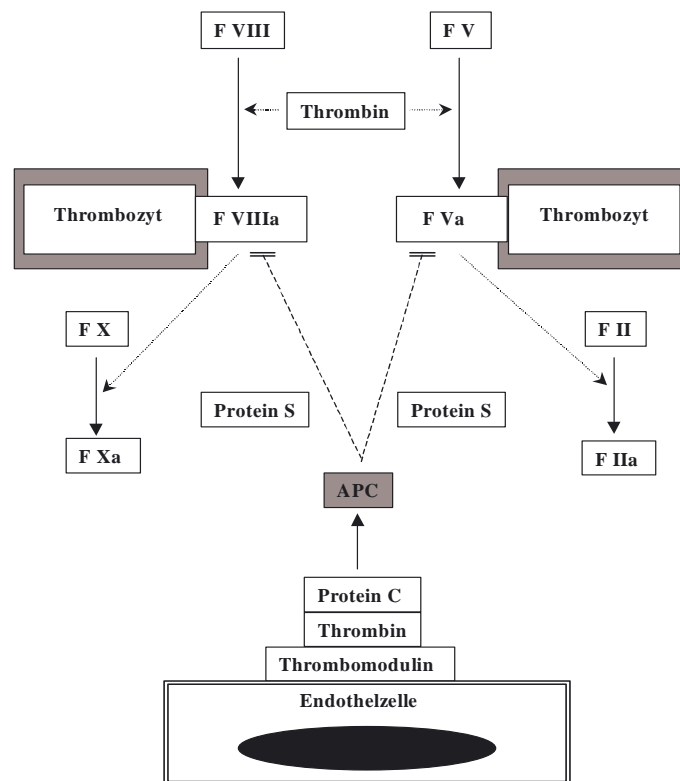 F VIII
F V
Thrombin
Thrombozyt
F VIIIa
F Va
Thrombozyt
F X
F II
Protein S
Protein S
F Xa
F IIa
APC
Protein C
Thrombin
Thrombomodulin
Endothelzelle